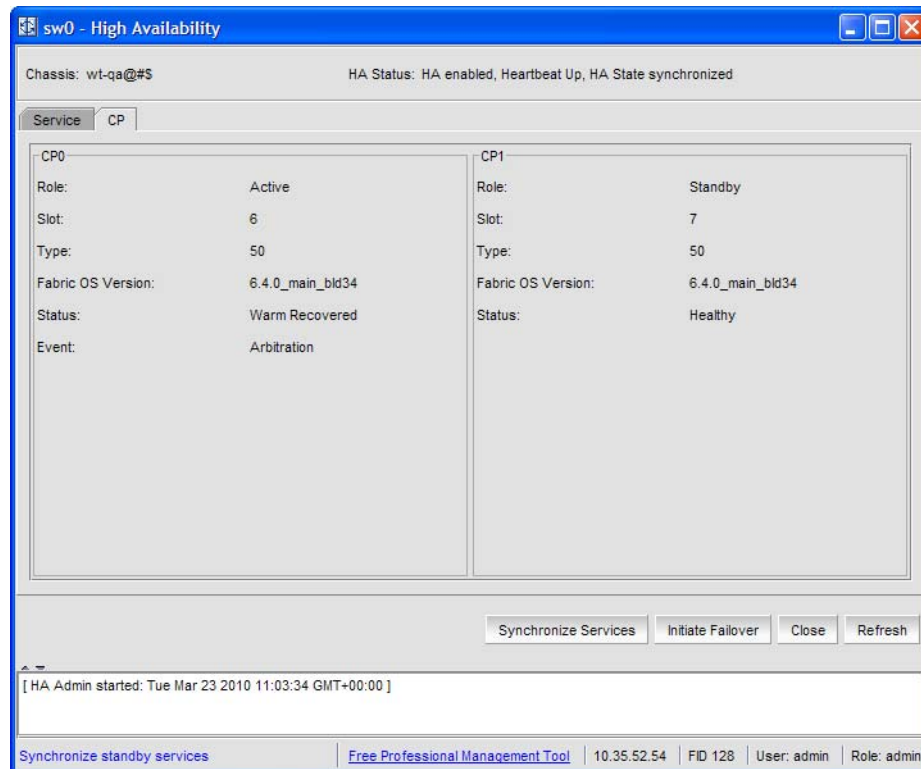 sw0 - High Availability
Chassis: wt-qa@#$ HA Status: HA enabled, Heartbeat Up, HA State synchronized
Service CP
CP0
Role: Active
Slot: 6
Type: 50
Fabric OS Version: 6.4.0_main_bld34
Status: Warm Recovered
Event: Arbitration
CP1
Role: Standby
Slot: 7
Type: 50
Fabric OS Version: 6.4.0_main_bld34
Status: Healthy
Synchronize Services Initiate Failover Close Refresh
[ HA Admin started: Tue Mar 23 2010 11:03:34 GMT+00:00 ]
Synchronize standby services Free Professional Management Tool 10.35.52.54 FID 128 User: admin Role: admin